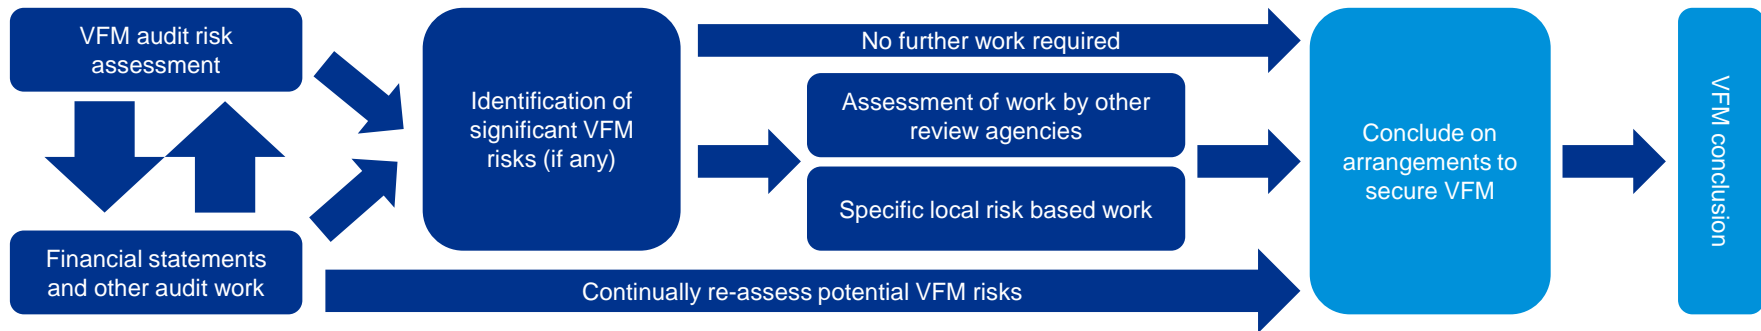 VFM audit risk
assessment
Financial statements
and other audit work
Identification of
significant VFM
risks (if any)
No further work required
Assessment of work by other
review agencies
Specific local risk based work
Continually re-assess potential VFM risks
Conclude on
arrangements to
secure VFM
VFM conclusion